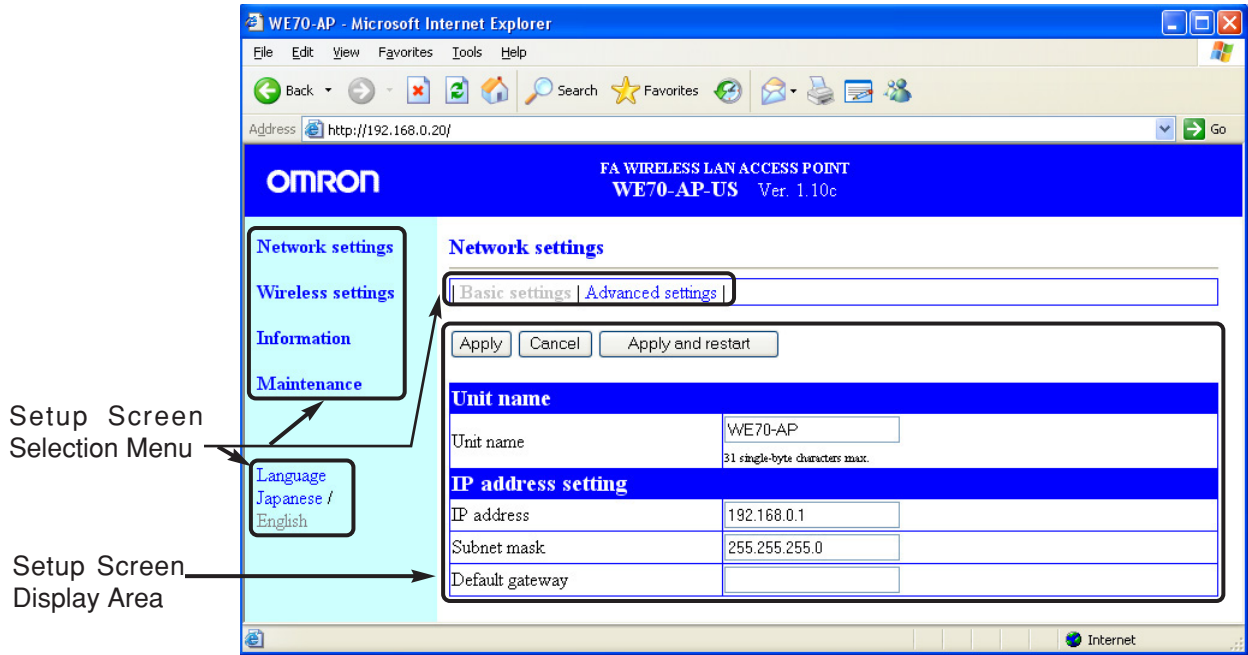 WE70-AP - Microsoft Internet Explorer
File Edit View Favorites Tools Help
Back Search Favorites
Address http://192.168.0.20/ Go
OMRON
FA WIRELESS LAN ACCESS POINT
WE70-AP-US Ver. 1.10c
Network settings
Wireless settings
Information
Maintenance
Language
Japanese /
English
Network settings
| Basic settings | Advanced settings |
Apply Cancel Apply and restart
Unit name
Unit name WE70-AP
31 single-byte characters max.
IP address setting
IP address 192.168.0.1
Subnet mask 255.255.255.0
Default gateway
Internet
Setup Screen
Selection Menu
Setup Screen
Display Area